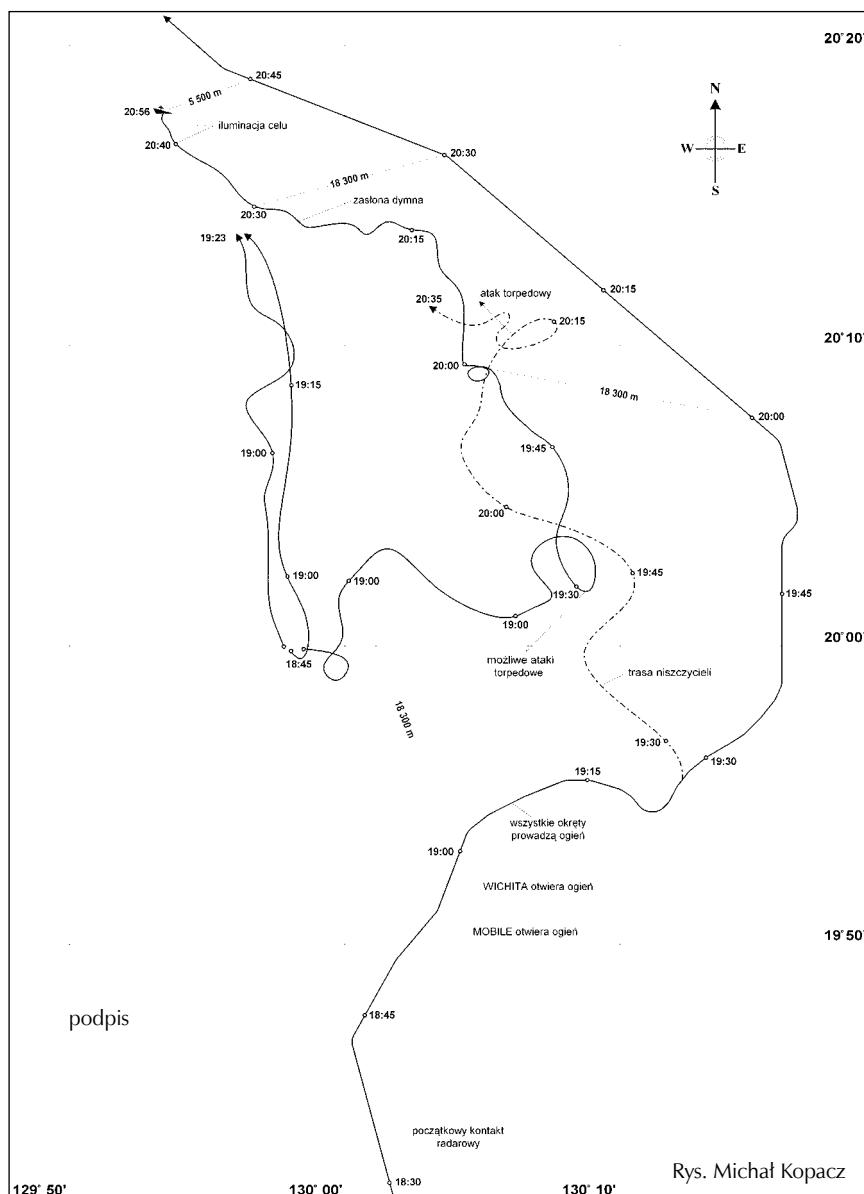 20° 20'
20:45
5 500 m
20:56
iluminacja celu
20:40
N
W E
S
20:30
18 300 m
20:30
zasłona dymna
19:23
20:15
20:35
atak torpedowy
20:15
20:15
20° 10'
20:00
18 300 m
20:00
19:15
19:45
19:00
20:00
19:00
19:00
19:30
19:45
19:45
19:00
20° 00'
18:45
możliwe ataki
torpedowe
trasa niszczycieli
18 300 m
19:30
19:30
19:15
wszystkie okręty
prowadzą ogień
19:00
WICHITA otwiera ogień
MOBILE otwiera ogień
19° 50'
podpis
18:45
początkowy kontakt
radarowy
18:30
Rys. Michał Kopacz
129° 50'
130° 00'
130° 10'